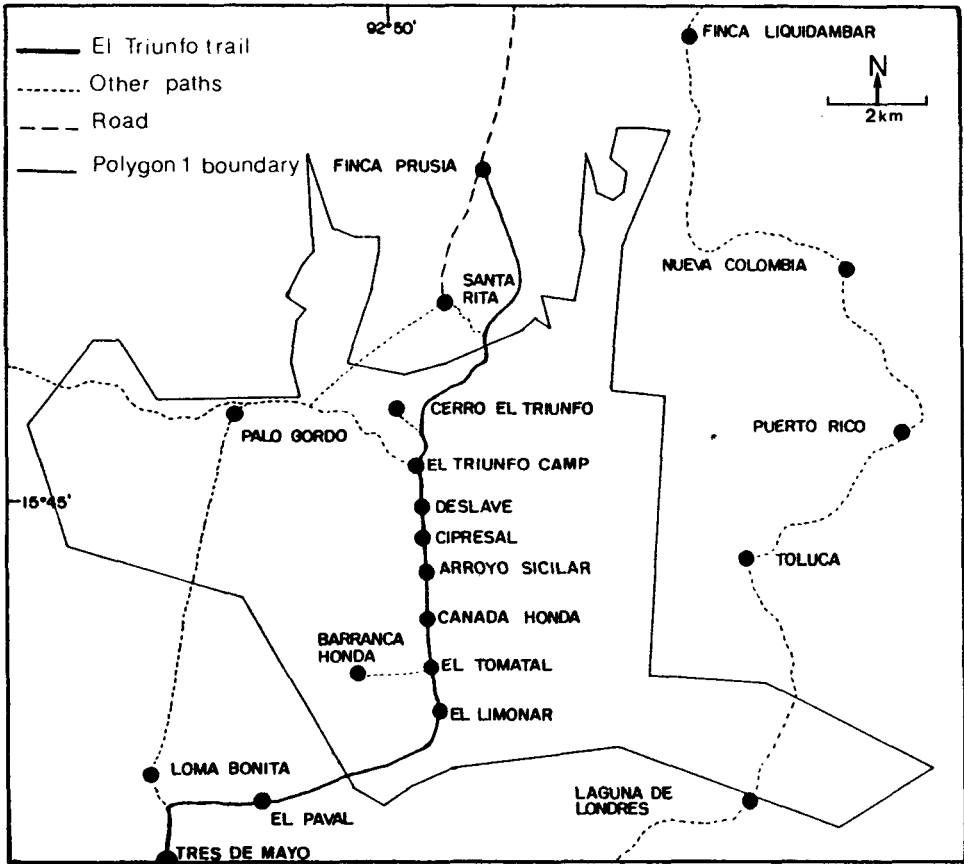 92°50'
El Triunfo trail
Other paths
Road
Polygon 1 boundary
FINCA LIQUIDAMBAR
N
2km
FINCA PRUSIA
SANTA
RITA
NUEVA COLOMBIA
CERRO EL TRIUNFO
PALO GORDO
PUERTO RICO
EL TRIUNFO CAMP
15°45'
DESLAVE
CIPRESAL
ARROYO SICILAR
TOLUCA
CANADA HONDA
BARRANCA
HONDA
EL TOMATAL
EL LIMONAR
LOMA BONITA
EL PAVAL
LAGUNA DE
LONDRES
TRES DE MAYO